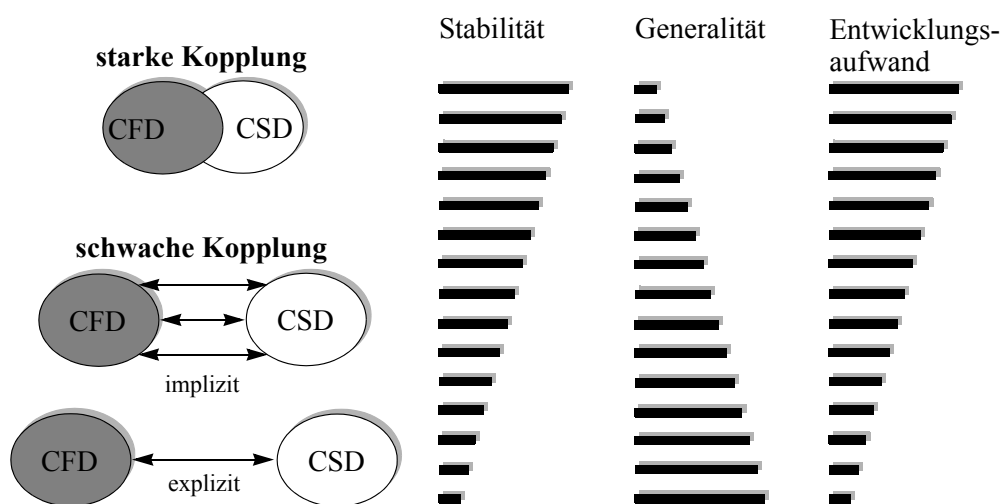 Stabilität
Generalität
Entwicklungs-
aufwand
starke Kopplung
CFD
CSD
schwache Kopplung
CFD
CSD
implizit
CFD
CSD
explizit